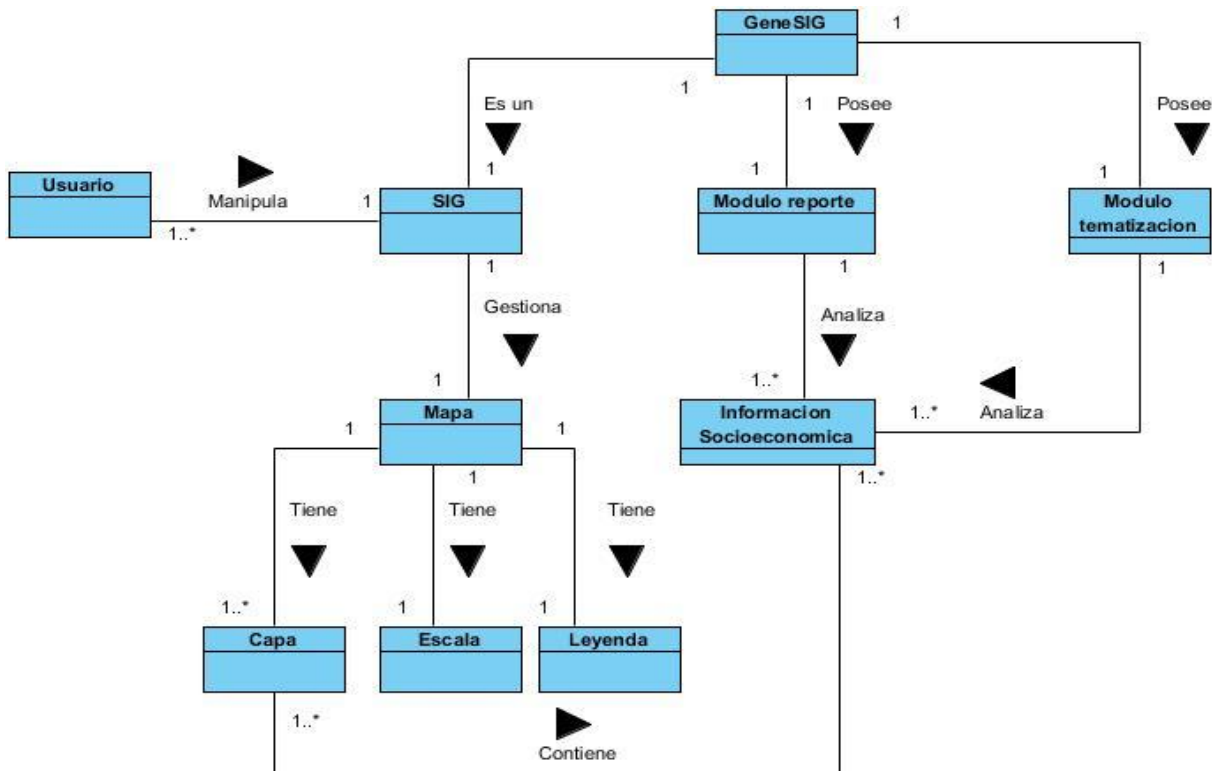 GeneSIG
1
1
1
Es un
1
Posee
Posee
1
1
1
Usuario
Manipula
1
1..*
SIG
Modulo reporte
Modulo
tematizacion
1
1
1
Gestiona
Analiza
1
1..*
1..*
Analiza
Mapa
Informacion
Socioeconomica
1
1
1
1..*
Tiene
Tiene
Tiene
1..*
1
1
Capa
Escala
Leyenda
1..*
Contiene